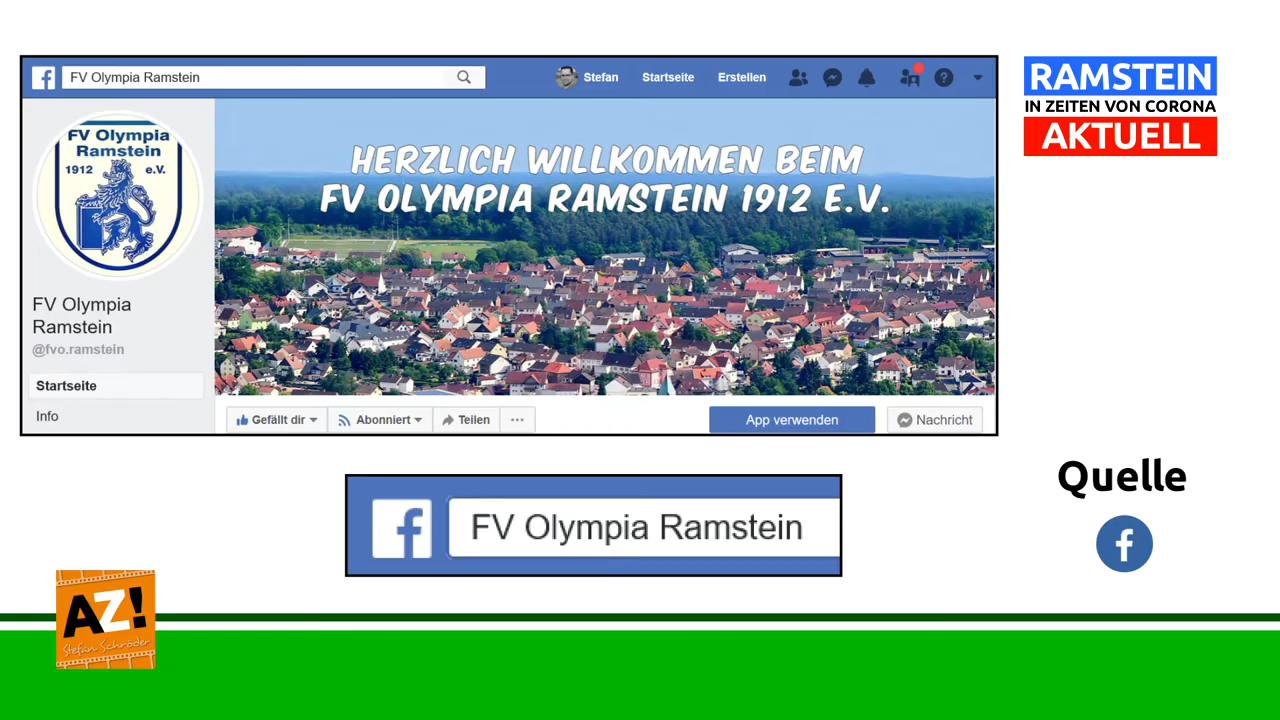 FV Olympia Ramstein
Stefan Startseite Erstellen
FV Olympia
Ramstein
1912 e.V.
HERZLICH WILLKOMMEN BEIM
FV OLYMPIA RAMSTEIN 1912 E.V.
FV Olympia
Ramstein
@fvo.ramstein
Startseite
Info
Gefällt dir Abonniert Teilen
App verwenden Nachricht
RAMSTEIN
IN ZEITEN VON CORONA
AKTUELL
FV Olympia Ramstein
Quelle
AZ!
Stefan Schröder